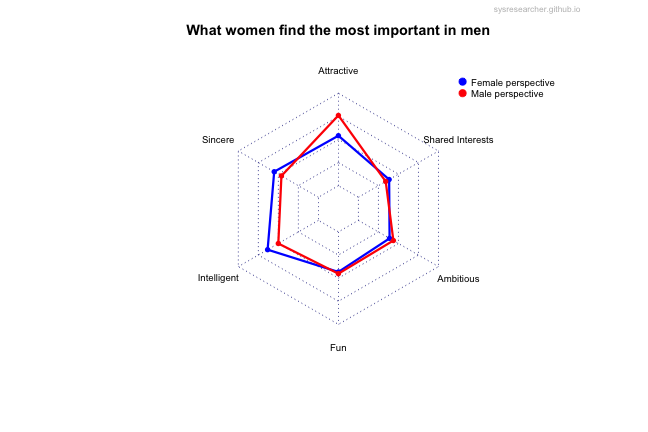 sysresearcher.github.io
What women find the most important in men
Attractive
Female perspective
Male perspective
Sincere
Shared Interests
Intelligent
Ambitious
Fun